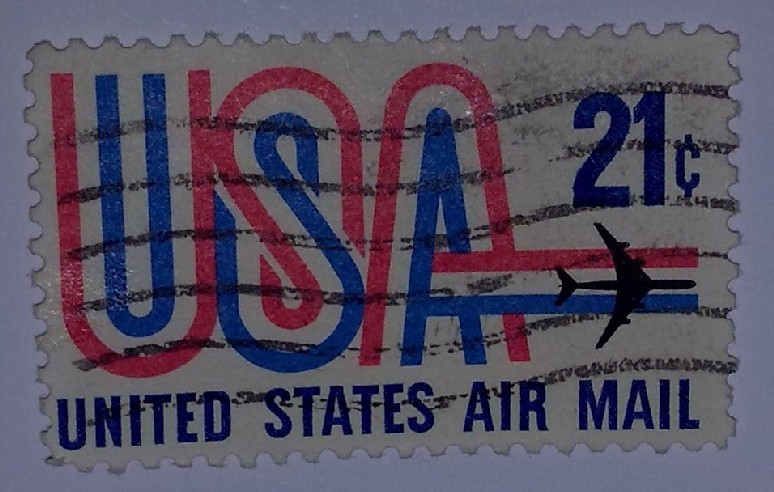 USA
21¢
UNITED STATES AIR MAIL